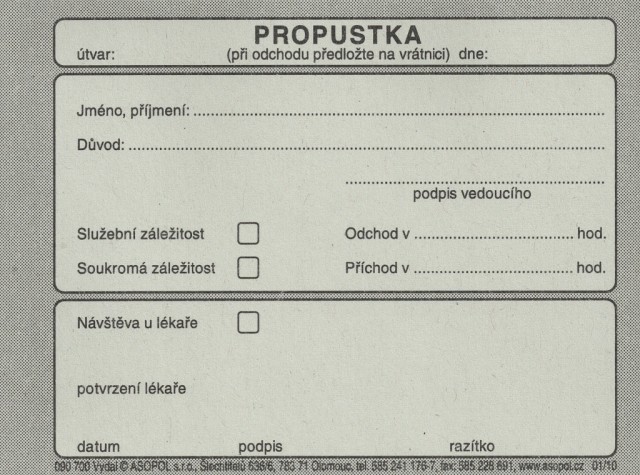 PROPUSTKA
útvar: (při odchodu předložte na vrátnici) dne:
Jméno, příjmení:
Důvod:
podpis vedoucího
Služební záležitost Odchod v hod.
Soukromá záležitost Příchod v hod.
Návštěva u lékaře
potvrzení lékaře
datum podpis razítko
090 700 Vydal © ASOPOL s.r.o., Šlechtitelů 636/6, 783 71 Olomouc, tel. 585 241 176-7, fax: 585 226 691, www.asopol.cz 01/10